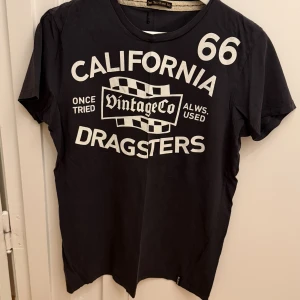 66
CALIFORNIA
ONCE TRIED
VintageCo
ALWS. USED
DRAGSTERS